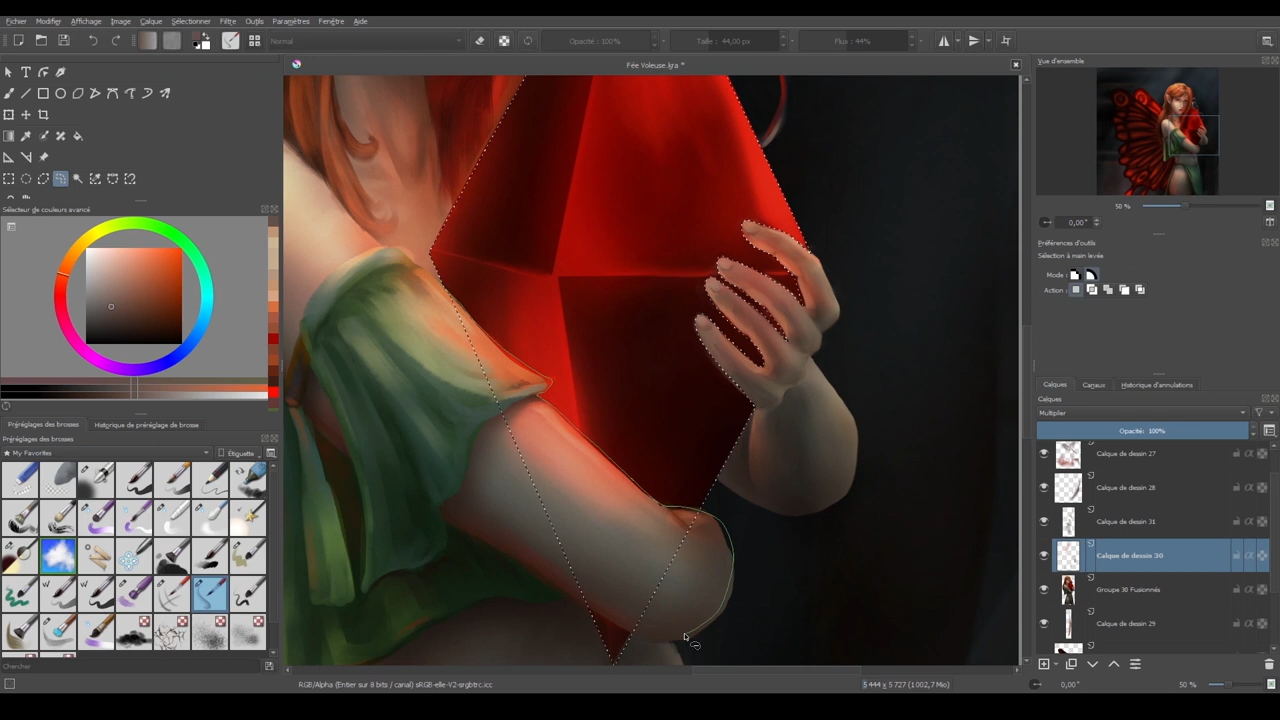 Fichier Modifier Affichage Image Calque Sélectionner Filtre Outils Paramètres Fenêtre Aide
Normal Opacité : 100% Taille : 44,00 px Flux : 44%
Fée Voleuse.kra *
Vue d'ensemble
50 %
0,00°
Sélecteur de couleurs avancé
Préférences d'outils
Sélection à main levée
Mode :
Action :
Calques Canaux Historique d'annulations
Calques
Multiplier
Opacité: 100%
Calque de dessin 27
Calque de dessin 28
Calque de dessin 31
Calque de dessin 30
Groupe 30 Fusionnés
Calque de dessin 29
Préréglages des brosses Historique de préréglage de brosse
Préréglages des brosses
My Favorites Étiquette
Chercher
RGB/Alpha (Entier sur 8 bits / canal) sRGB-elle-V2-srgbtrc.icc 5 444 x 5 727 (1 002,7 Mio) 0,00° 50 %